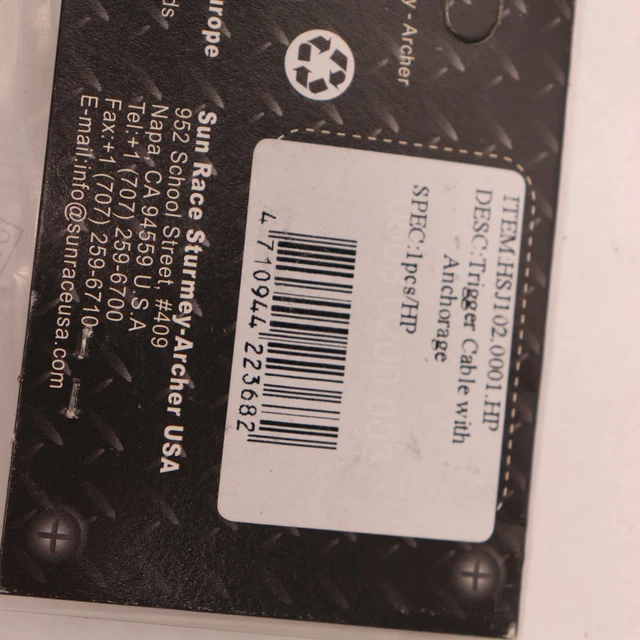 ITEM:HSJ102.0001.HP
DESC:Trigger Cable with
Anchorage
SPEC:1pcs/HP
4 710944 223682
y - Archer
urope
ds
Sun Race Sturmey-Archer USA
952 School Street, #409
Napa, CA 94559 U.S.A
Tel:+1 (707) 259-6700
Fax:+1 (707) 259-6710
E-mail:info@sunraceusa.com